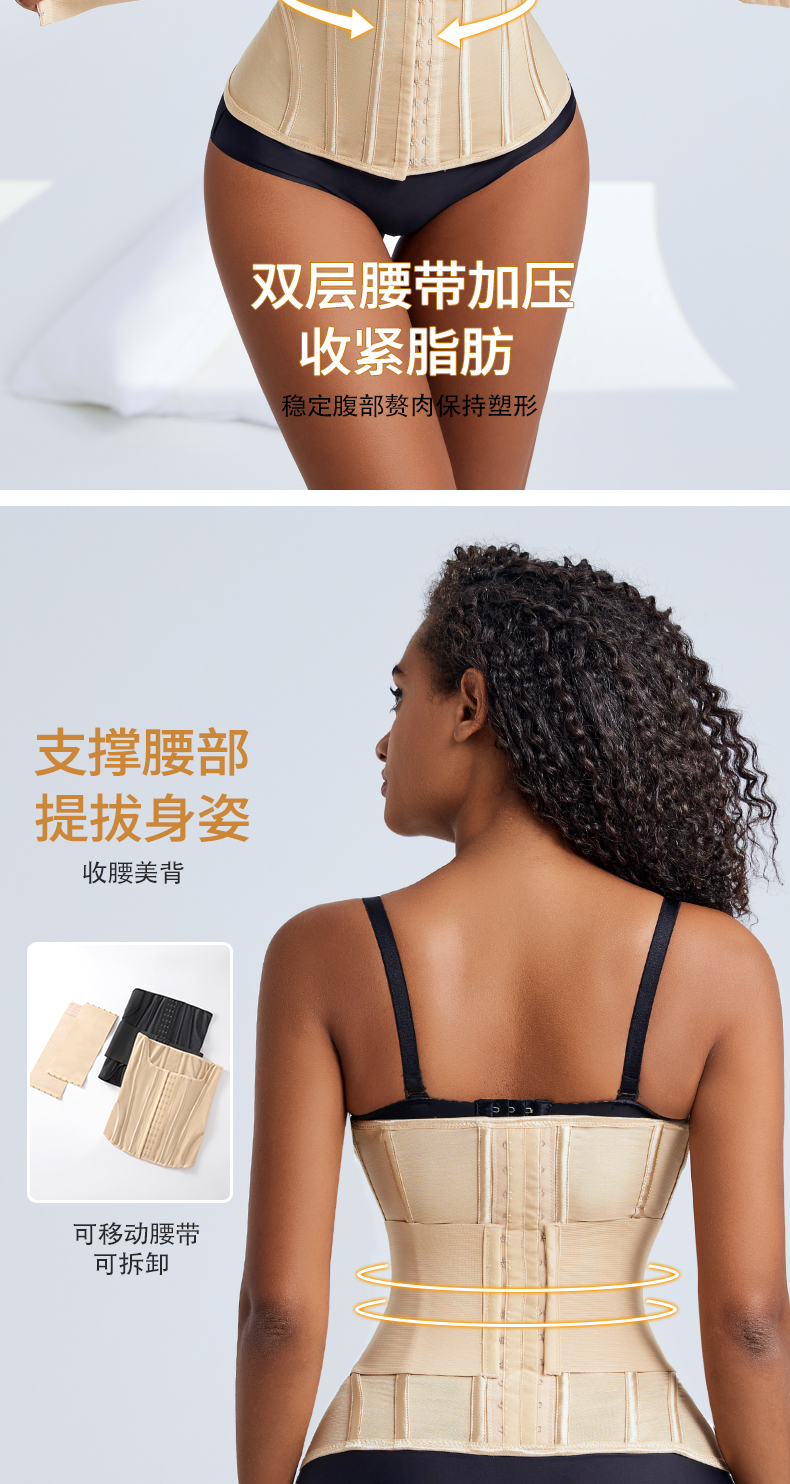 双层腰带加压
收紧脂肪
稳定腹部赘肉保持塑形
支撑腰部
提拔身姿
收腰美背
可移动腰带
可拆卸